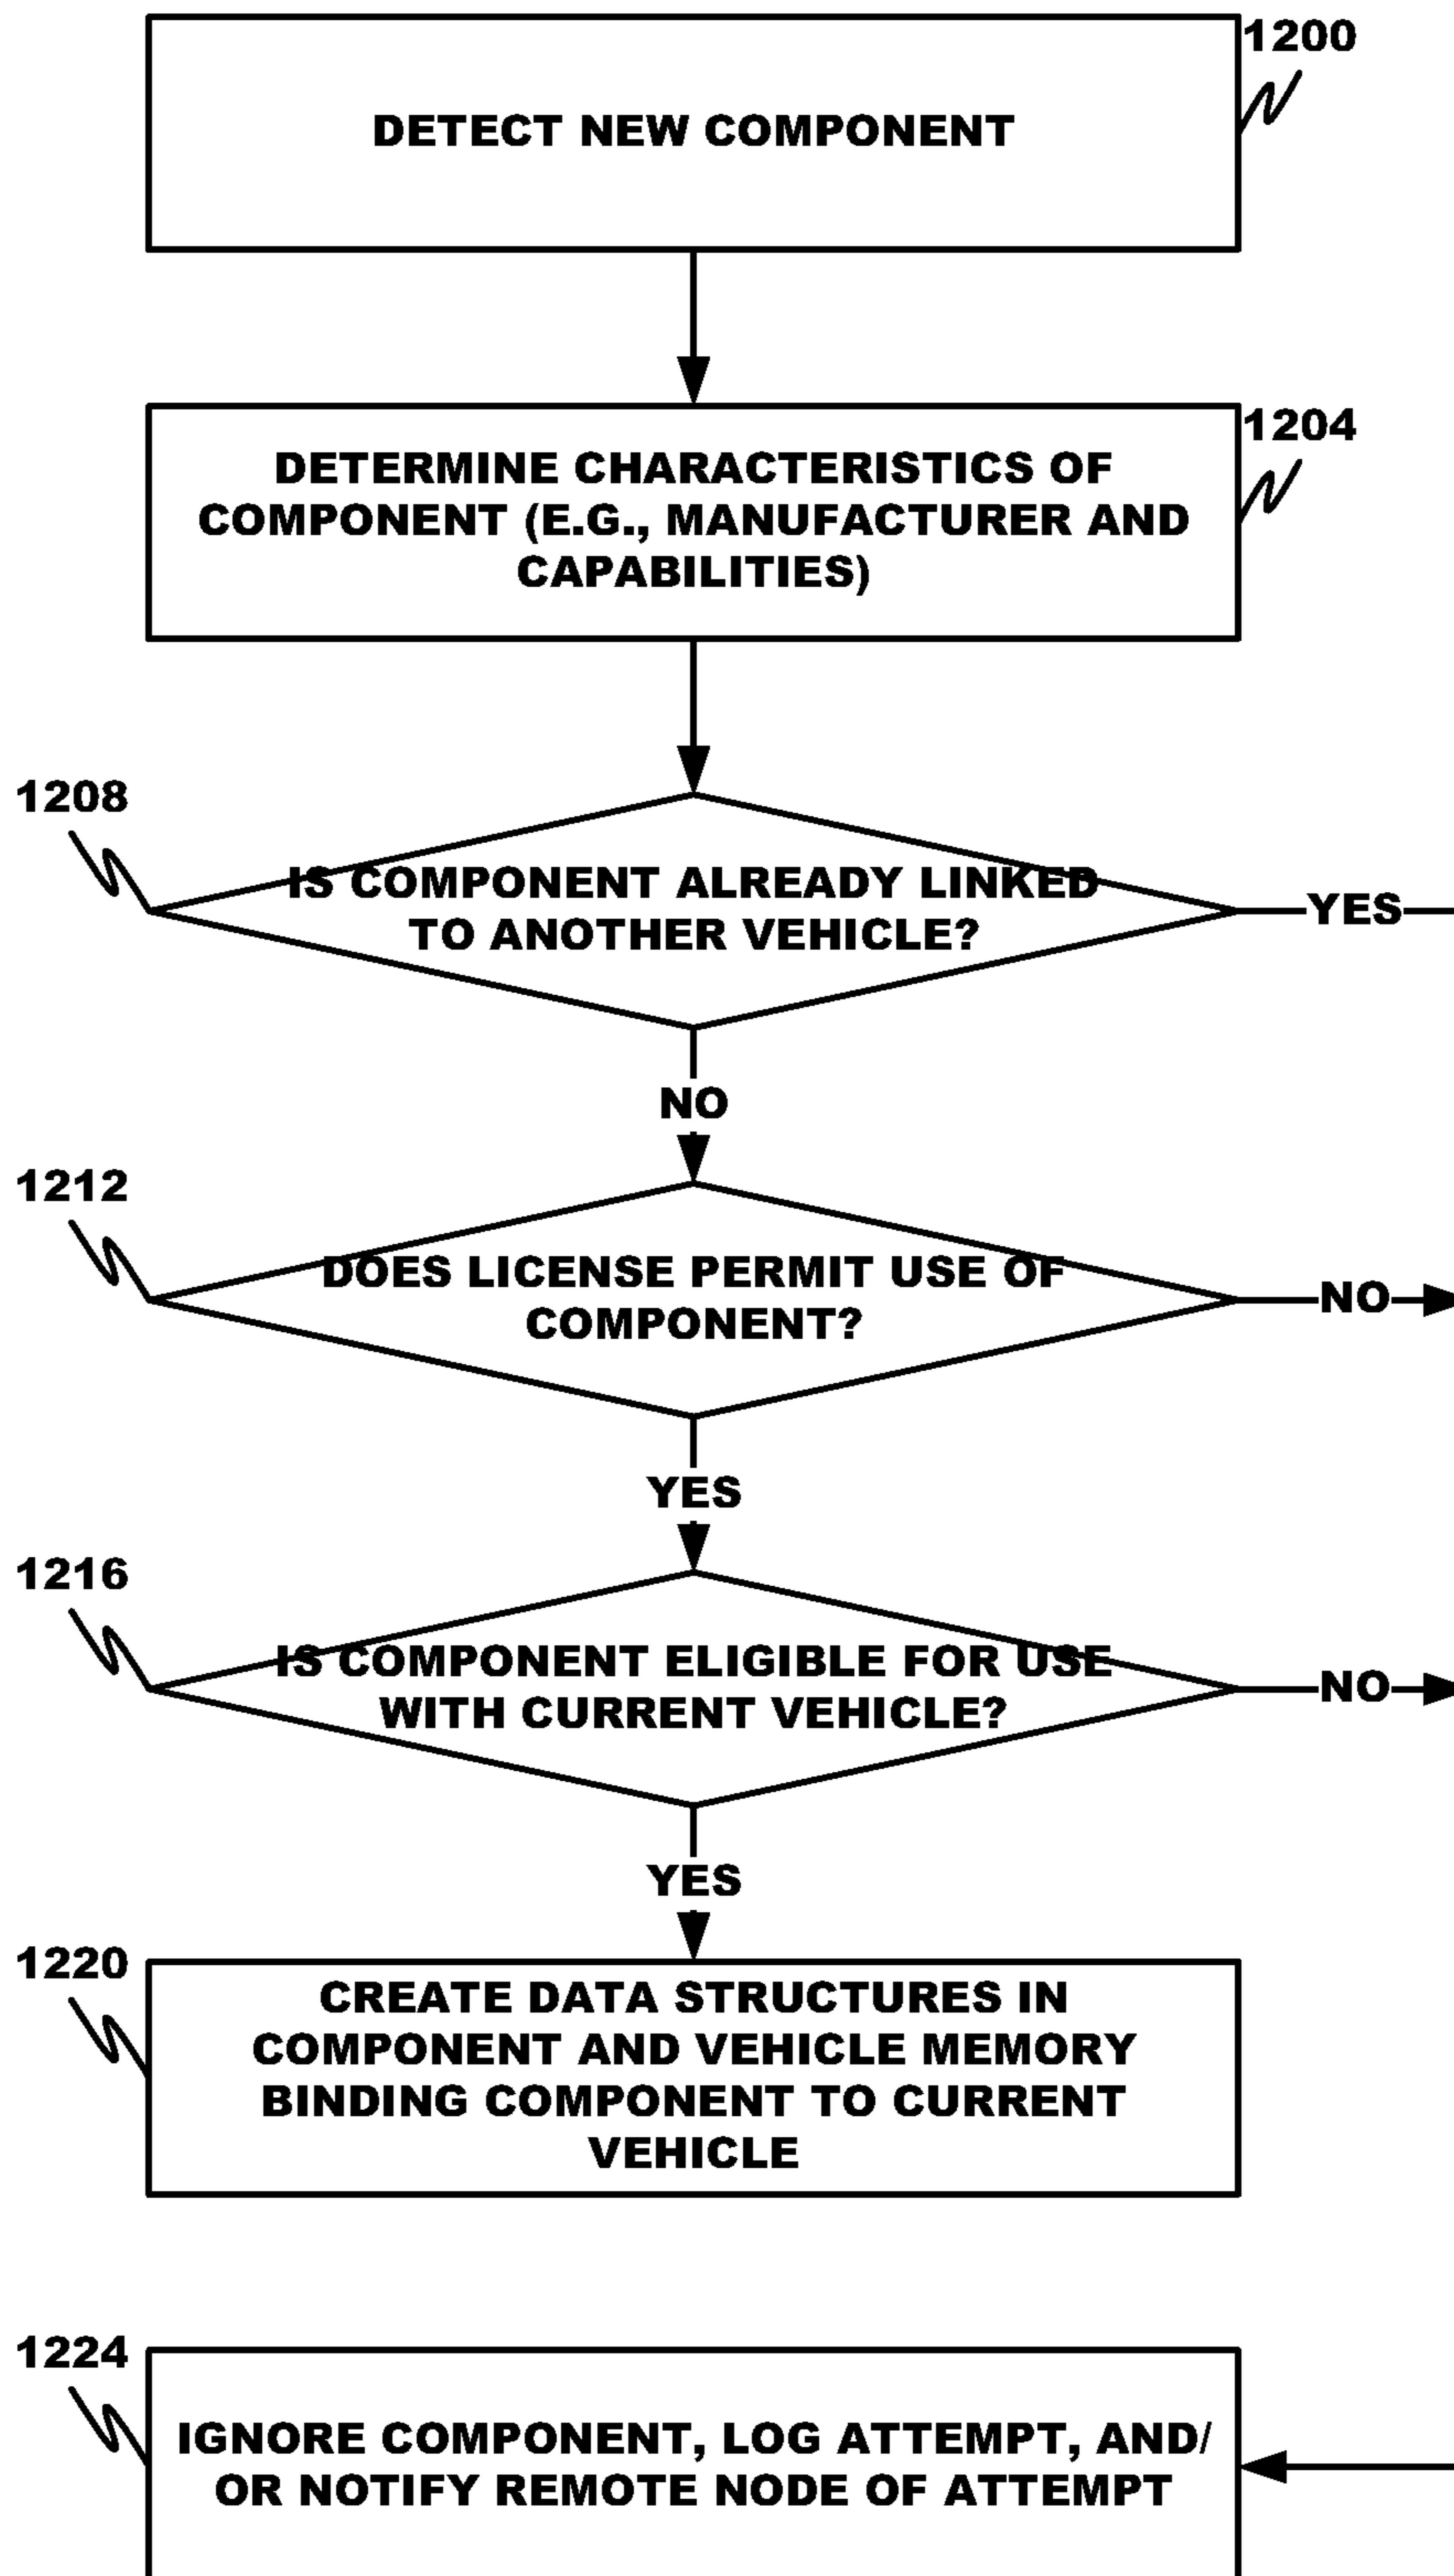 1200
DETECT NEW COMPONENT
1204
DETERMINE CHARACTERISTICS OF
COMPONENT (E.G., MANUFACTURER AND
CAPABILITIES)
1208
IS COMPONENT ALREADY LINKED
TO ANOTHER VEHICLE?
YES
NO
1212
DOES LICENSE PERMIT USE OF
COMPONENT?
NO
YES
1216
IS COMPONENT ELIGIBLE FOR USE
WITH CURRENT VEHICLE?
NO
YES
1220
CREATE DATA STRUCTURES IN
COMPONENT AND VEHICLE MEMORY
BINDING COMPONENT TO CURRENT
VEHICLE
1224
IGNORE COMPONENT, LOG ATTEMPT, AND/
OR NOTIFY REMOTE NODE OF ATTEMPT